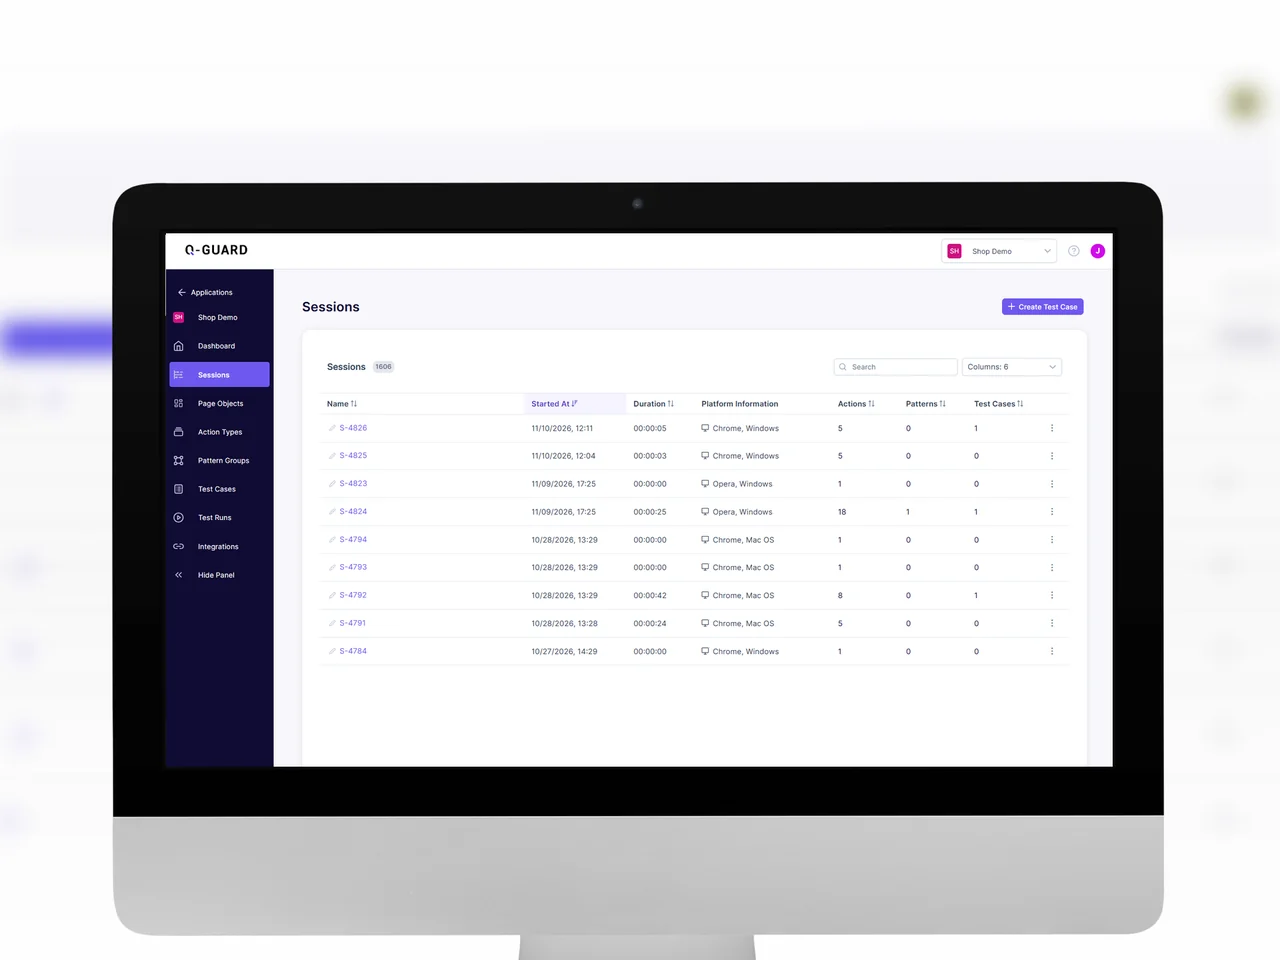 Q-GUARD
SH Shop Demo J
Applications
SH Shop Demo
Dashboard
Sessions
Page Objects
Action Types
Pattern Groups
Test Cases
Test Runs
Integrations
Hide Panel
Sessions
+ Create Test Case
Sessions 1606
Search
Columns: 6
Name Started At Duration Platform Information Actions Patterns Test Cases
S-4826 11/10/2026, 12:11 00:00:05 Chrome, Windows 5 0 1
S-4825 11/10/2026, 12:04 00:00:03 Chrome, Windows 5 0 0
S-4823 11/09/2026, 17:25 00:00:00 Opera, Windows 1 0 0
S-4824 11/09/2026, 17:25 00:00:25 Opera, Windows 18 1 1
S-4794 10/28/2026, 13:29 00:00:00 Chrome, Mac OS 1 0 0
S-4793 10/28/2026, 13:29 00:00:00 Chrome, Mac OS 1 0 0
S-4792 10/28/2026, 13:29 00:00:42 Chrome, Mac OS 8 0 1
S-4791 10/28/2026, 13:28 00:00:24 Chrome, Mac OS 5 0 0
S-4784 10/27/2026, 14:29 00:00:00 Chrome, Windows 1 0 0